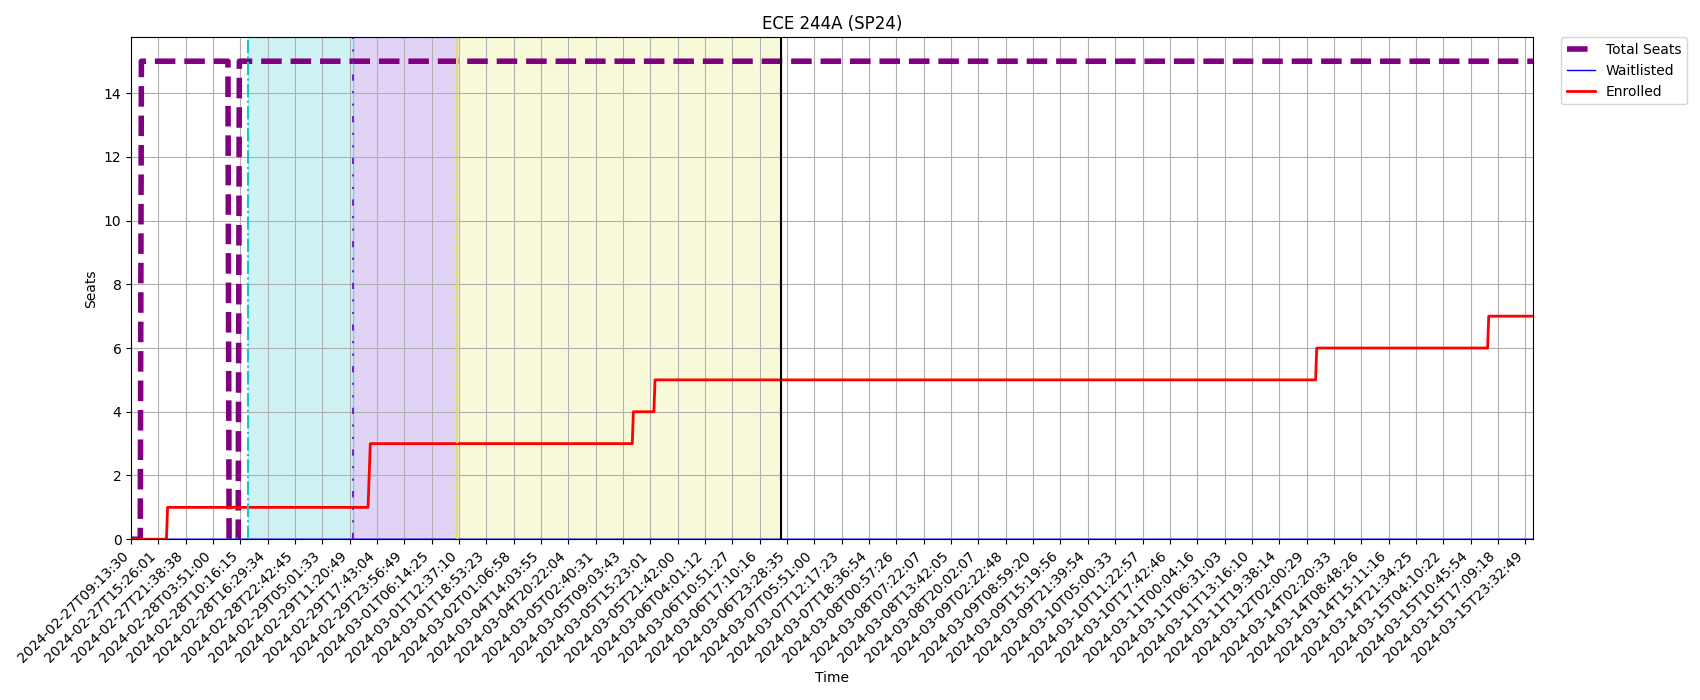 ECE 244A (SP24)
Total Seats
Waitlisted
Enrolled
Seats
14
12
10
8
6
4
2
0
2024-02-27T09:13:30
2024-02-27T15:26:01
2024-02-27T21:38:38
2024-02-28T03:51:00
2024-02-28T10:16:15
2024-02-28T16:29:34
2024-02-28T22:42:45
2024-02-29T05:01:33
2024-02-29T11:20:49
2024-02-29T17:43:04
2024-02-29T23:56:49
2024-03-01T06:14:25
2024-03-01T12:37:10
2024-03-01T18:53:23
2024-03-02T01:06:58
2024-03-04T14:03:55
2024-03-04T20:22:04
2024-03-05T02:40:31
2024-03-05T09:03:43
2024-03-05T15:23:01
2024-03-05T21:42:00
2024-03-06T04:01:12
2024-03-06T10:51:27
2024-03-06T17:10:16
2024-03-06T23:28:35
2024-03-07T05:51:00
2024-03-07T12:17:23
2024-03-07T18:36:54
2024-03-08T00:57:26
2024-03-08T07:22:07
2024-03-08T13:42:05
2024-03-08T20:02:07
2024-03-09T02:22:48
2024-03-09T08:59:20
2024-03-09T15:19:56
2024-03-09T21:39:54
2024-03-10T05:00:33
2024-03-10T11:22:57
2024-03-10T17:42:46
2024-03-11T00:04:16
2024-03-11T06:31:03
2024-03-11T13:16:10
2024-03-11T19:38:14
2024-03-12T02:00:29
2024-03-14T02:20:33
2024-03-14T08:48:26
2024-03-14T15:11:16
2024-03-14T21:34:25
2024-03-15T04:10:22
2024-03-15T10:45:54
2024-03-15T17:09:18
2024-03-15T23:32:49
Time